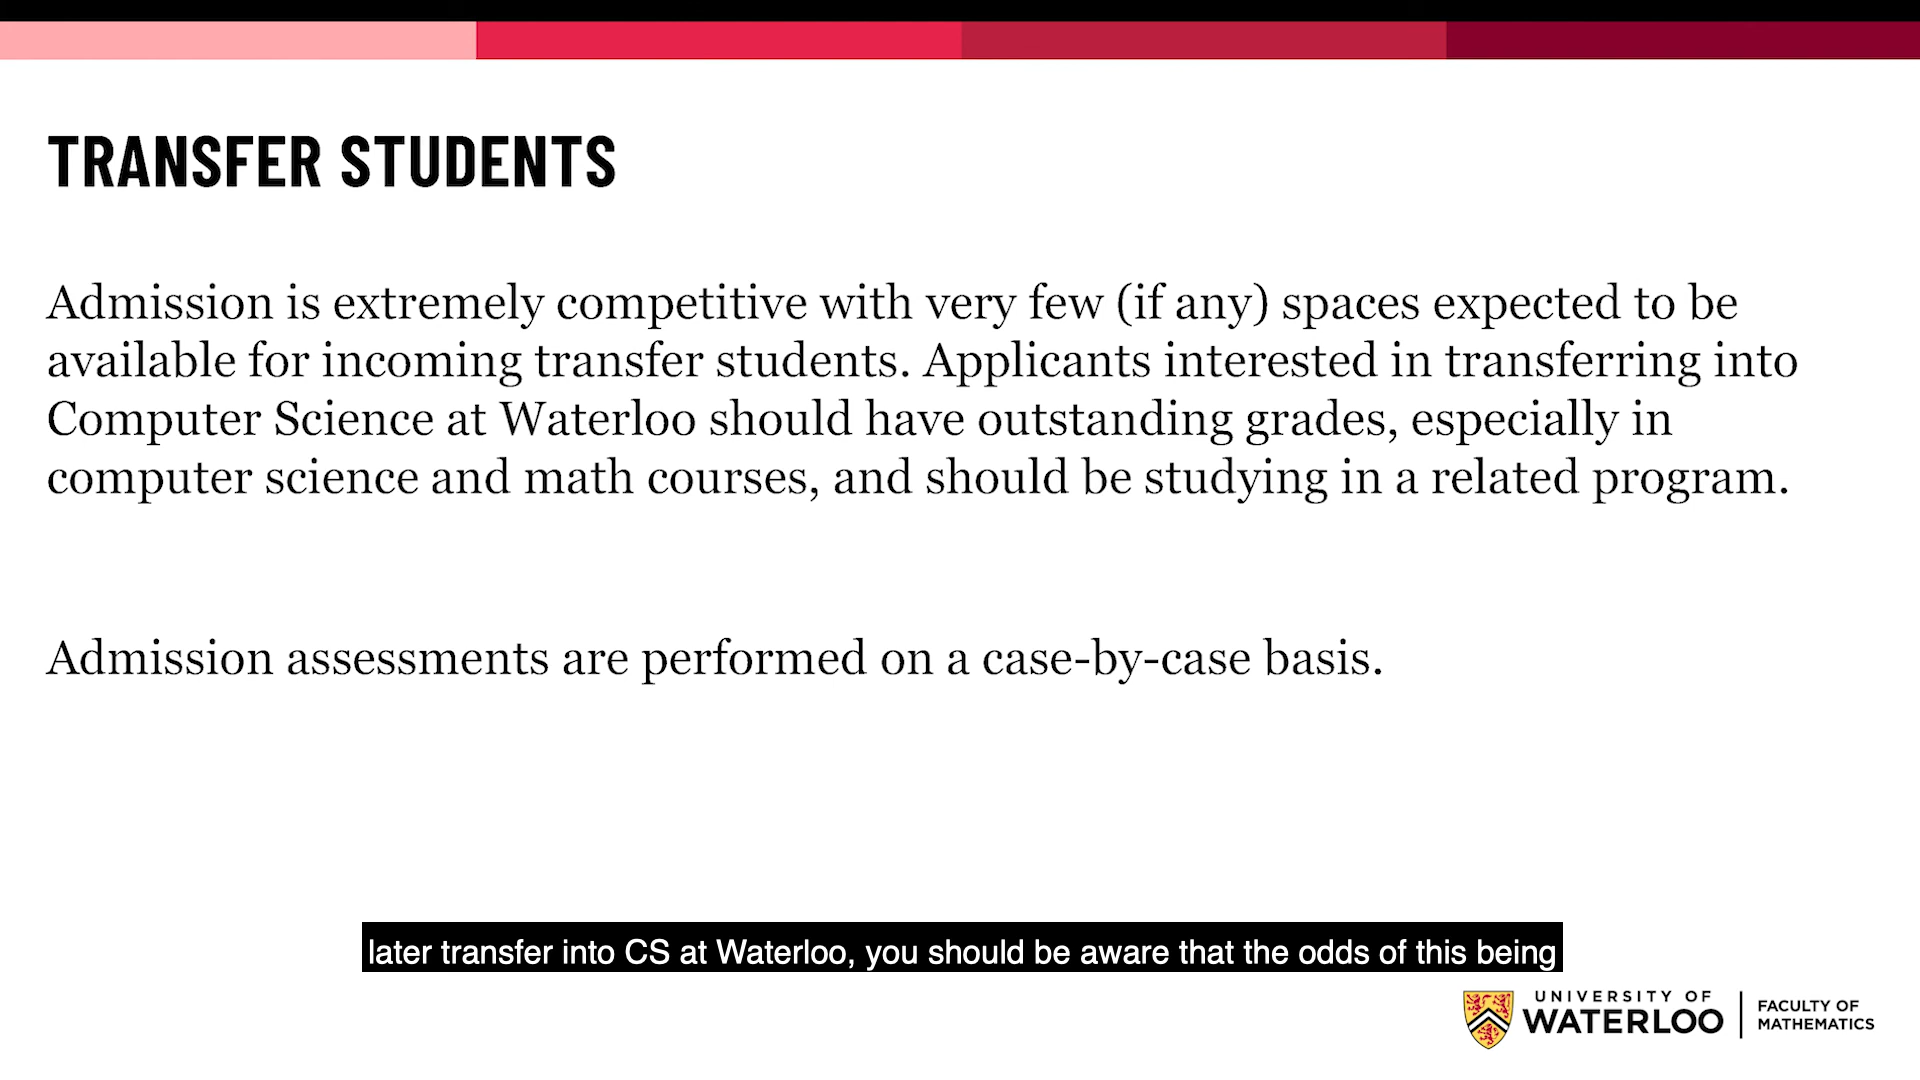 TRANSFER STUDENTS
Admission is extremely competitive with very few (if any) spaces expected to be
available for incoming transfer students. Applicants interested in transferring into
Computer Science at Waterloo should have outstanding grades, especially in
computer science and math courses, and should be studying in a related program.
Admission assessments are performed on a case-by-case basis.
later transfer into CS at Waterloo, you should be aware that the odds of this being
UNIVERSITY OF
WATERLOO
FACULTY OF
MATHEMATICS